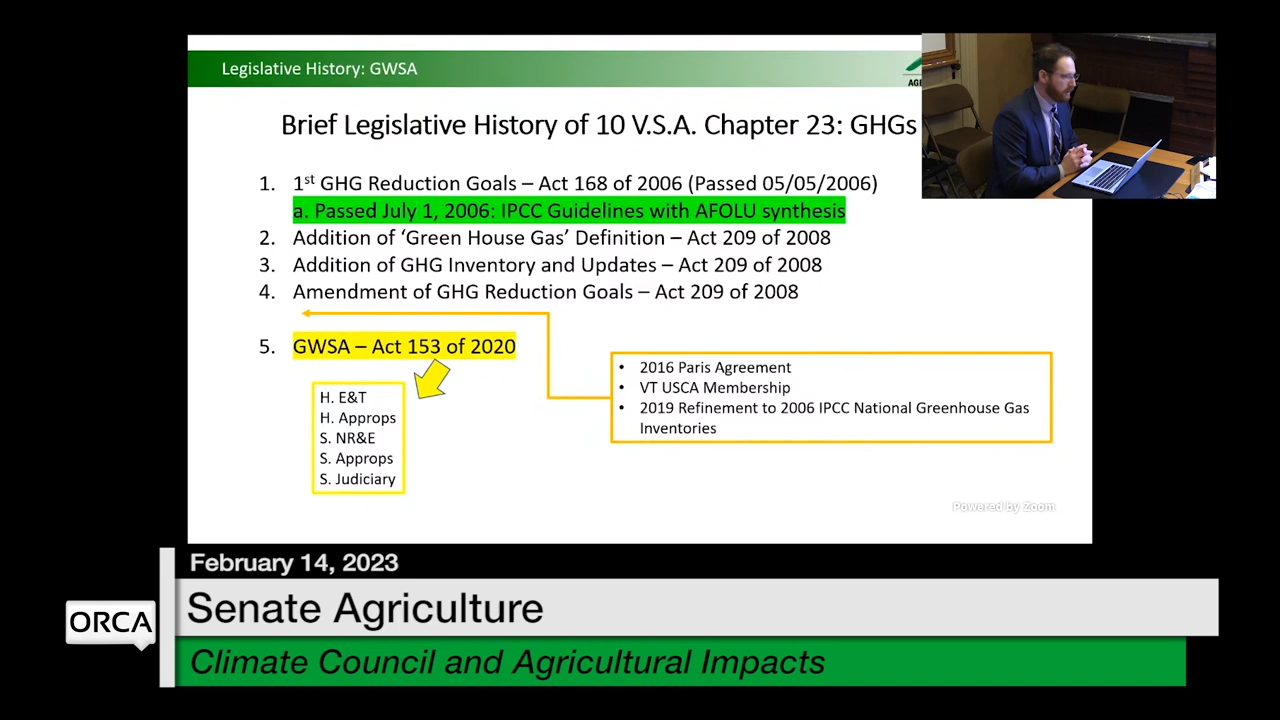 Legislative History: GWSA
Brief Legislative History of 10 V.S.A. Chapter 23: GHGs
1. 1st GHG Reduction Goals – Act 168 of 2006 (Passed 05/05/2006)
a. Passed July 1, 2006: IPCC Guidelines with AFOLU synthesis
2. Addition of ‘Green House Gas’ Definition – Act 209 of 2008
3. Addition of GHG Inventory and Updates – Act 209 of 2008
4. Amendment of GHG Reduction Goals – Act 209 of 2008
5. GWSA – Act 153 of 2020
H. E&T
H. Approps
S. NR&E
S. Approps
S. Judiciary
• 2016 Paris Agreement
• VT USCA Membership
• 2019 Refinement to 2006 IPCC National Greenhouse Gas
Inventories
Powered by Zoom
February 14, 2023
ORCA
Senate Agriculture
Climate Council and Agricultural Impacts